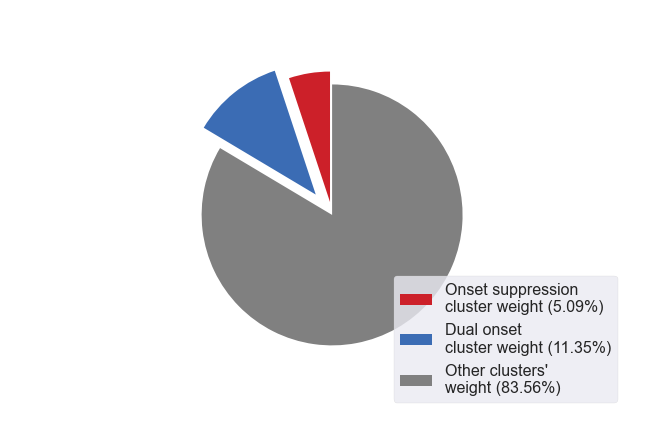 Onset suppression
cluster weight (5.09%)
Dual onset
cluster weight (11.35%)
Other clusters'
weight (83.56%)